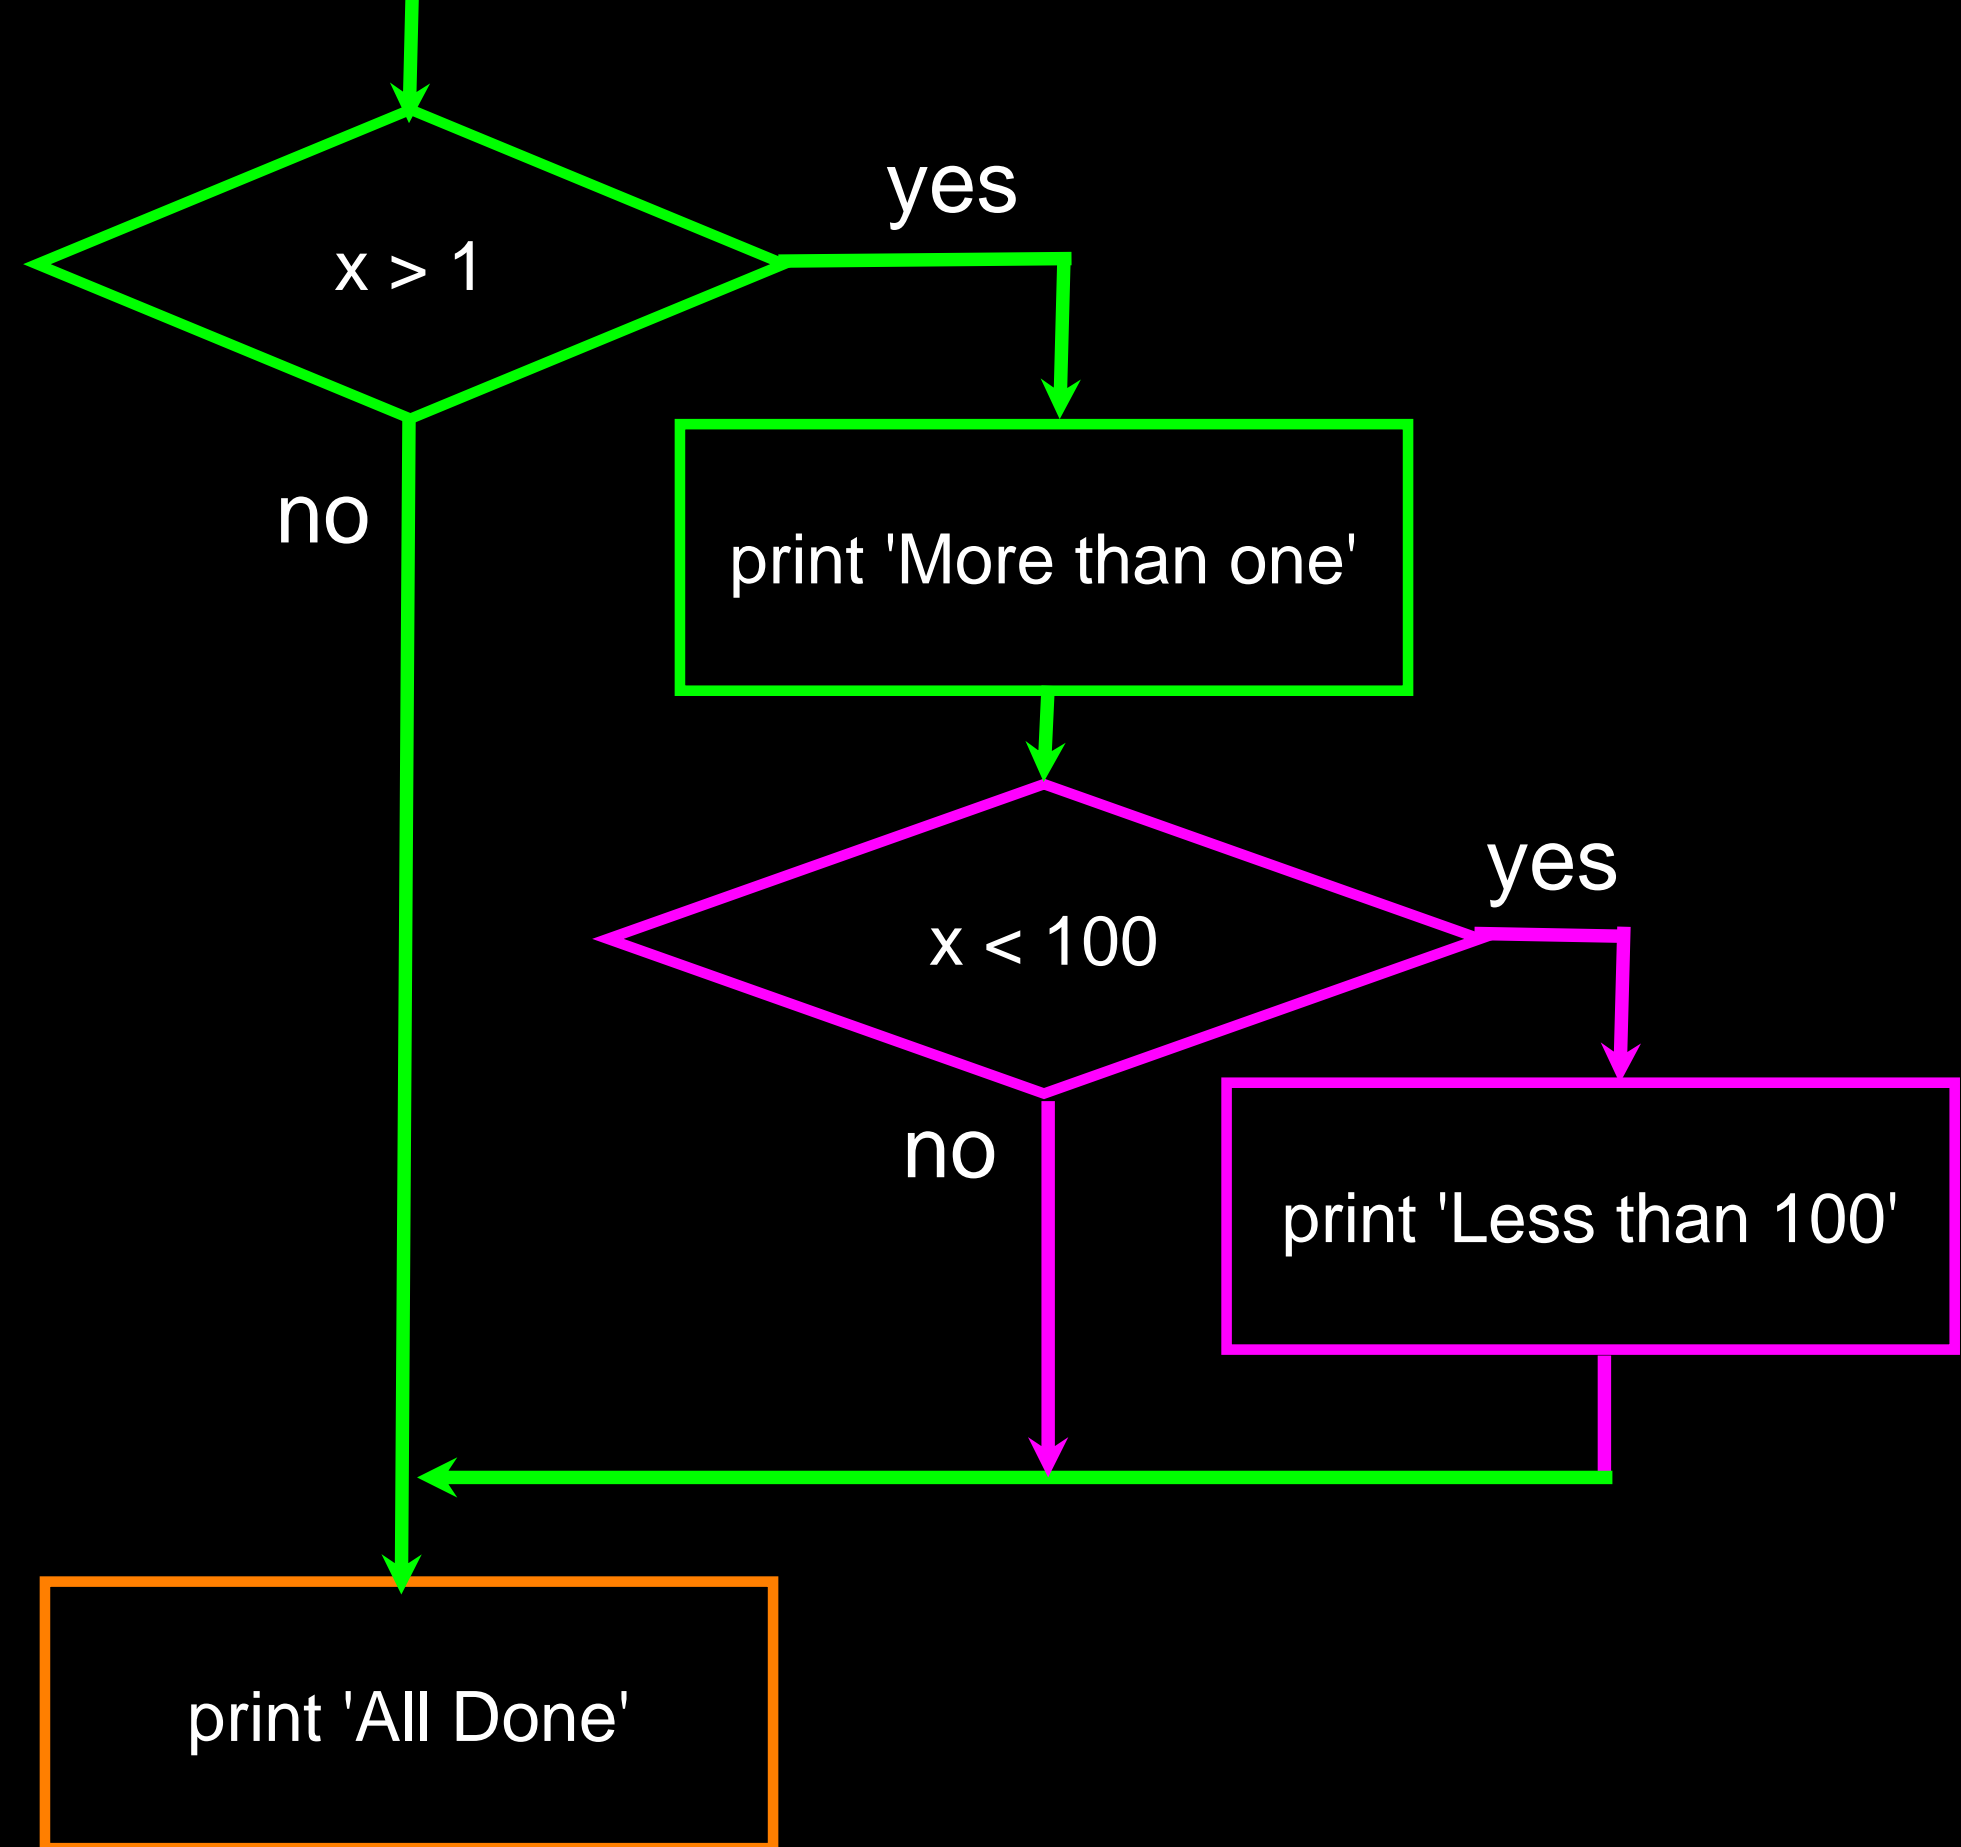 yes
x > 1
no
print 'More than one'
yes
x < 100
no
print 'Less than 100'
print 'All Done'